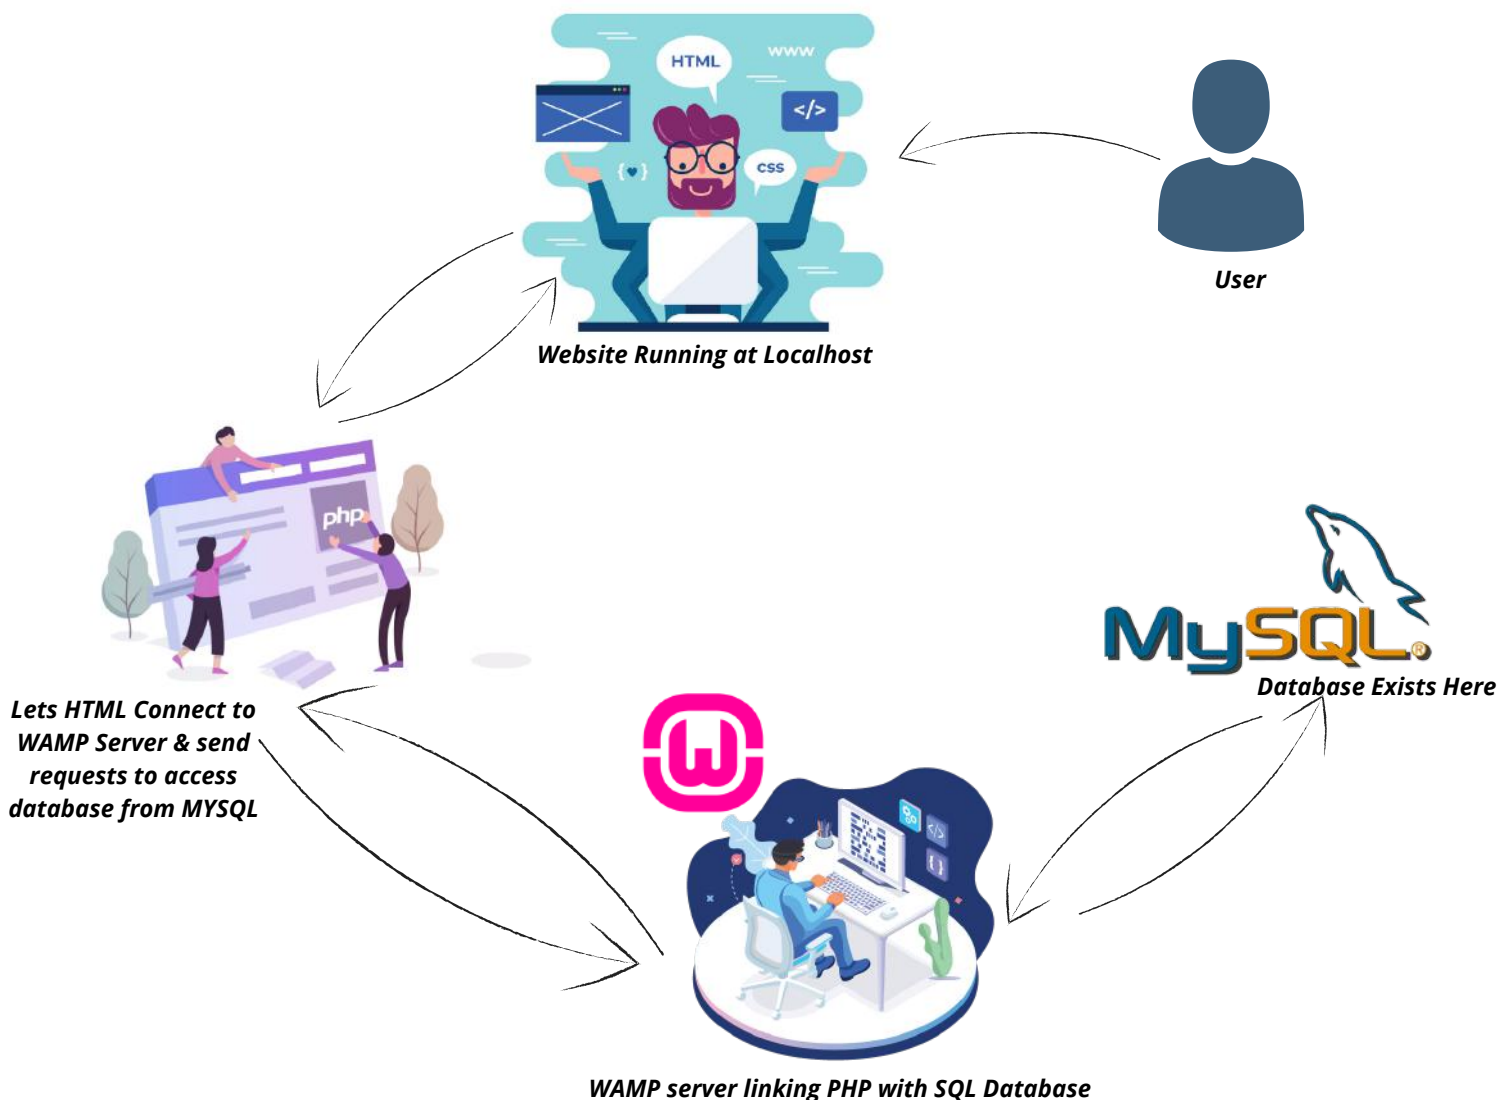 HTML
www
</>
CSS
{♥}
User
Website Running at Localhost
php
MySQL®
Database Exists Here
Lets HTML Connect to
WAMP Server & send
requests to access
database from MYSQL
W
</>
{ }
WAMP server linking PHP with SQL Database